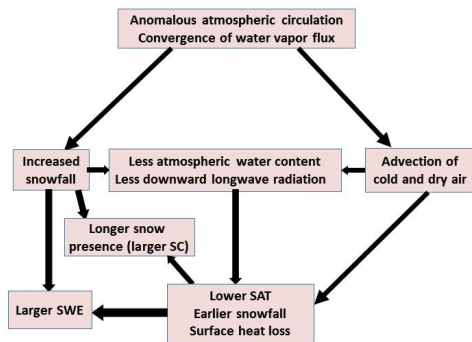 Anomalous atmospheric circulation
Convergence of water vapor flux
Increased
snowfall
Less atmospheric water content
Less downward longwave radiation
Advection of
cold and dry air
Longer snow
presence (larger SC)
Larger SWE
Lower SAT
Earlier snowfall
Surface heat loss